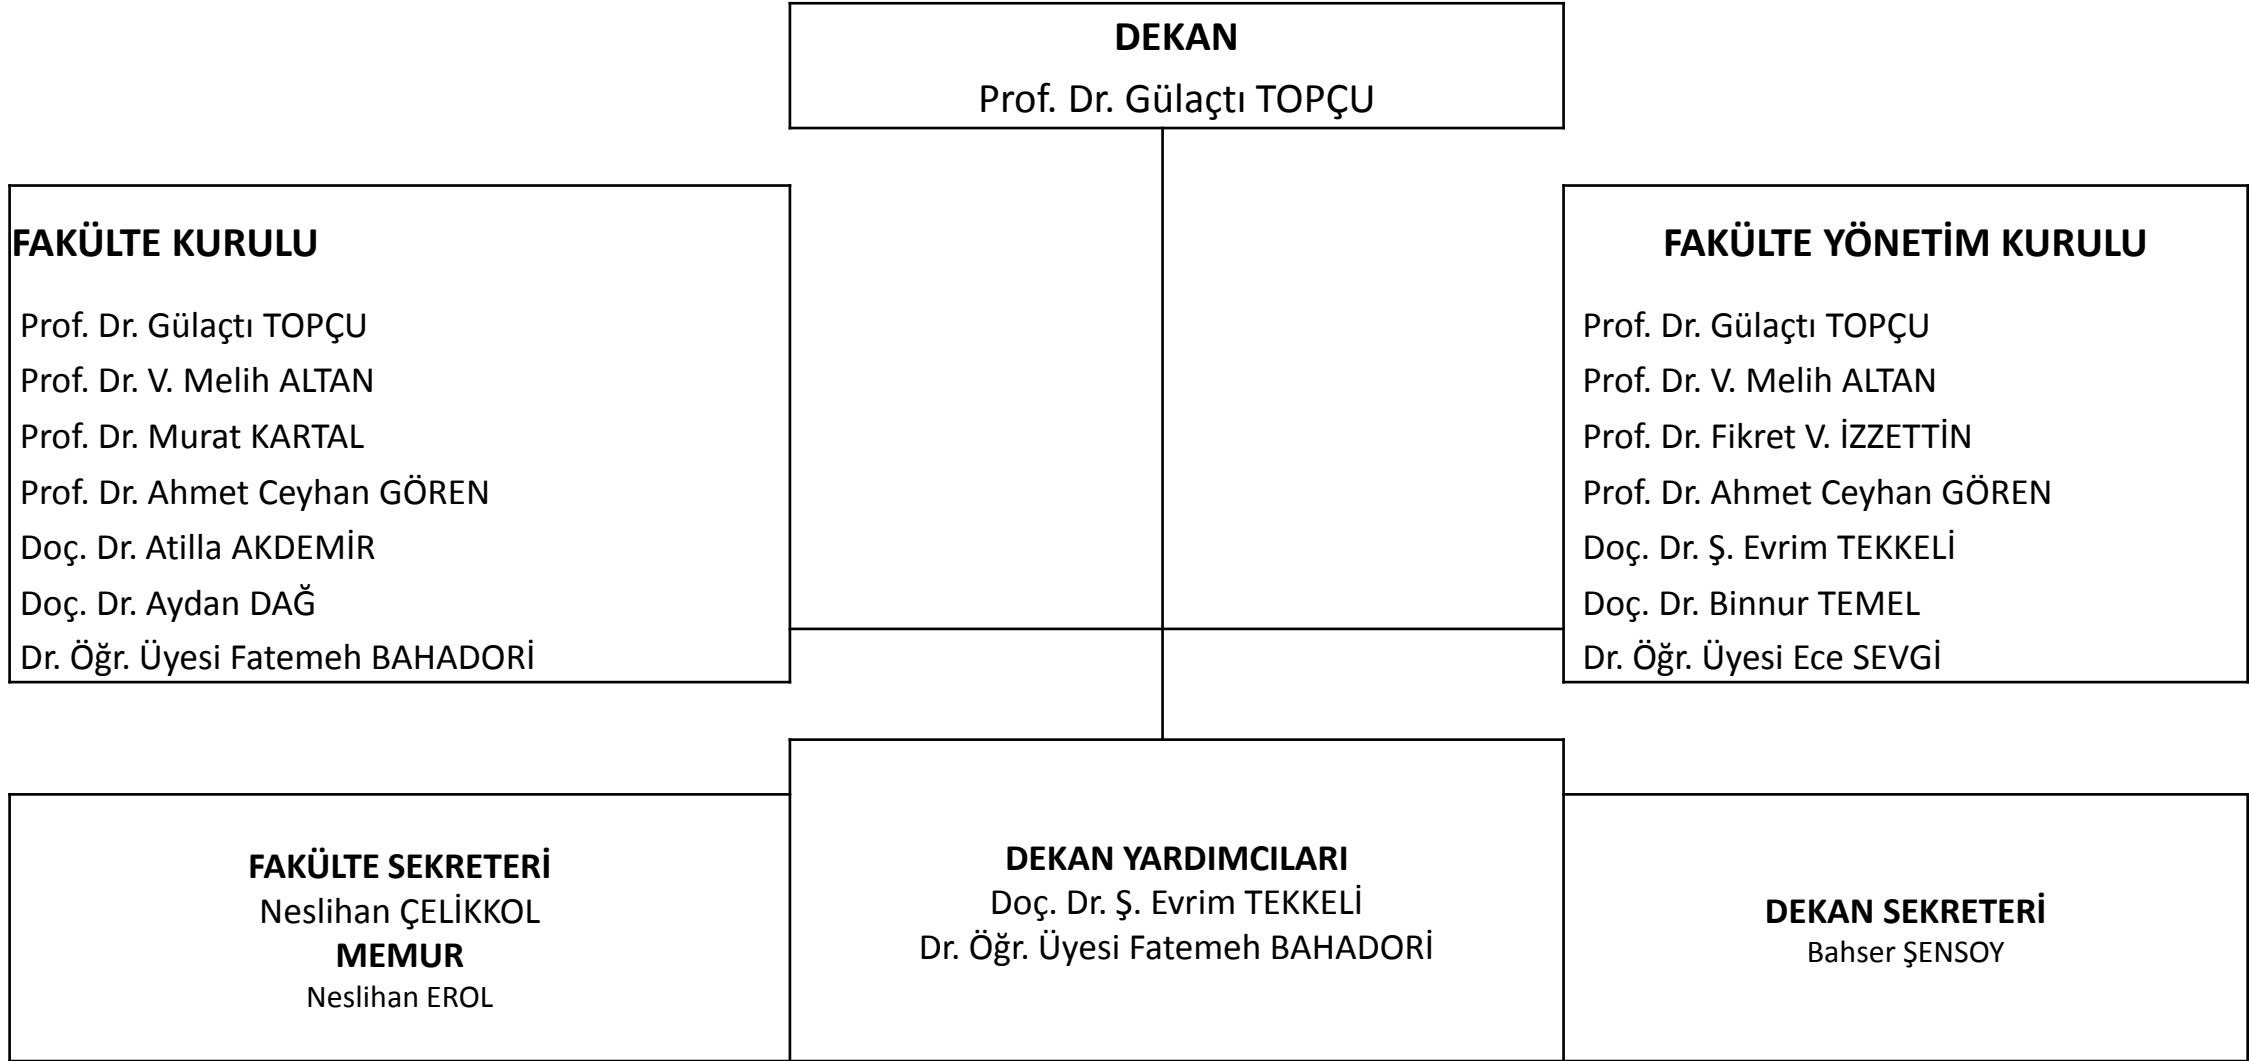 DEKAN
Prof. Dr. Gülaçtı TOPÇU
FAKÜLTE KURULU
Prof. Dr. Gülaçtı TOPÇU
Prof. Dr. V. Melih ALTAN
Prof. Dr. Murat KARTAL
Prof. Dr. Ahmet Ceyhan GÖREN
Doç. Dr. Atilla AKDEMİR
Doç. Dr. Aydan DAĞ
Dr. Öğr. Üyesi Fatemeh BAHADORİ
FAKÜLTE YÖNETİM KURULU
Prof. Dr. Gülaçtı TOPÇU
Prof. Dr. V. Melih ALTAN
Prof. Dr. Fikret V. İZZETTİN
Prof. Dr. Ahmet Ceyhan GÖREN
Doç. Dr. Ş. Evrim TEKKELİ
Doç. Dr. Binnur TEMEL
Dr. Öğr. Üyesi Ece SEVGİ
FAKÜLTE SEKRETERİ
Neslihan ÇELİKKOL
MEMUR
Neslihan EROL
DEKAN YARDIMCILARI
Doç. Dr. Ş. Evrim TEKKELİ
Dr. Öğr. Üyesi Fatemeh BAHADORİ
DEKAN SEKRETERİ
Bahser ŞENSOY